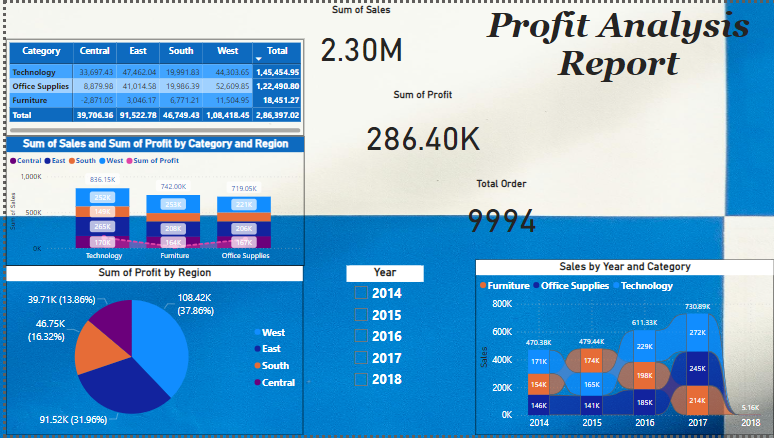 Sum of Sales
2.30M
Profit Analysis
Report
Sum of Profit
286.40K
Total Order
9994
Category Central East South West Total
Technology 33,697.43 47,462.04 19,991.83 44,303.65 1,45,454.95
Office Supplies 8,879.98 41,014.58 19,986.39 52,609.85 1,22,490.80
Furniture -2,871.05 3,046.17 6,771.21 11,504.95 18,451.27
Total 39,706.36 91,522.78 46,749.43 1,08,418.45 2,86,397.02
Sum of Sales and Sum of Profit by Category and Region
Central East South West Sum of Profit
Sum of Sales
1,000K
500K
0K
836.15K
742.00K
719.05K
252K
253K
221K
149K
265K
208K
206K
170K
164K
167K
Technology
Furniture
Office Supplies
Sum of Profit by Region
39.71K (13.86%)
108.42K
(37.86%)
46.75K
(16.32%)
91.52K (31.96%)
West
East
South
Central
Year
2014
2015
2016
2017
2018
Sales by Year and Category
Furniture Office Supplies Technology
Sales
800K
600K
400K
200K
0K
470.38K
479.44K
611.33K
730.89K
5.16K
171K
154K
146K
174K
165K
141K
229K
198K
185K
272K
245K
214K
2014 2015 2016 2017 2018